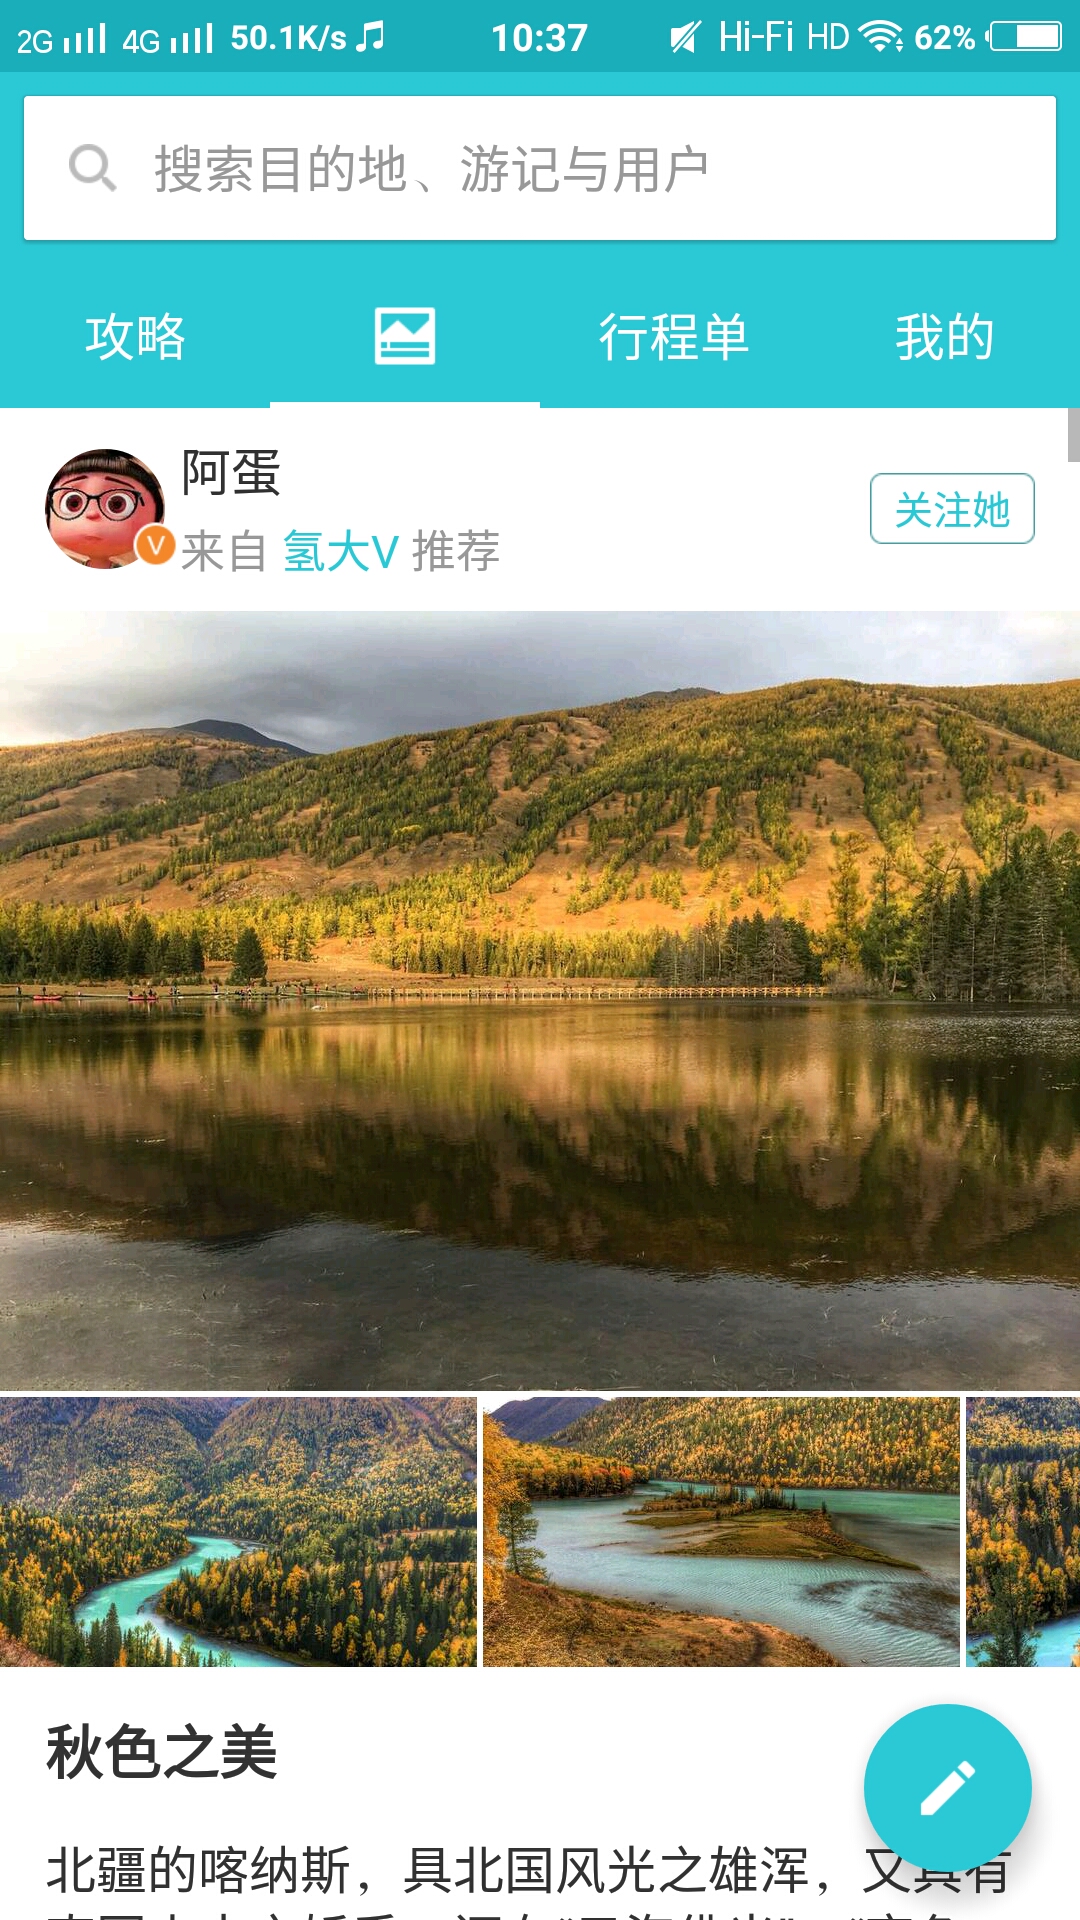 2G 4G 50.1K/s 10:37 Hi-Fi HD 62%
搜索目的地、游记与用户
攻略 行程单 我的
阿蛋
V 来自 氢大V 推荐
关注她
秋色之美
北疆的喀纳斯，具北国风光之雄浑，又具有